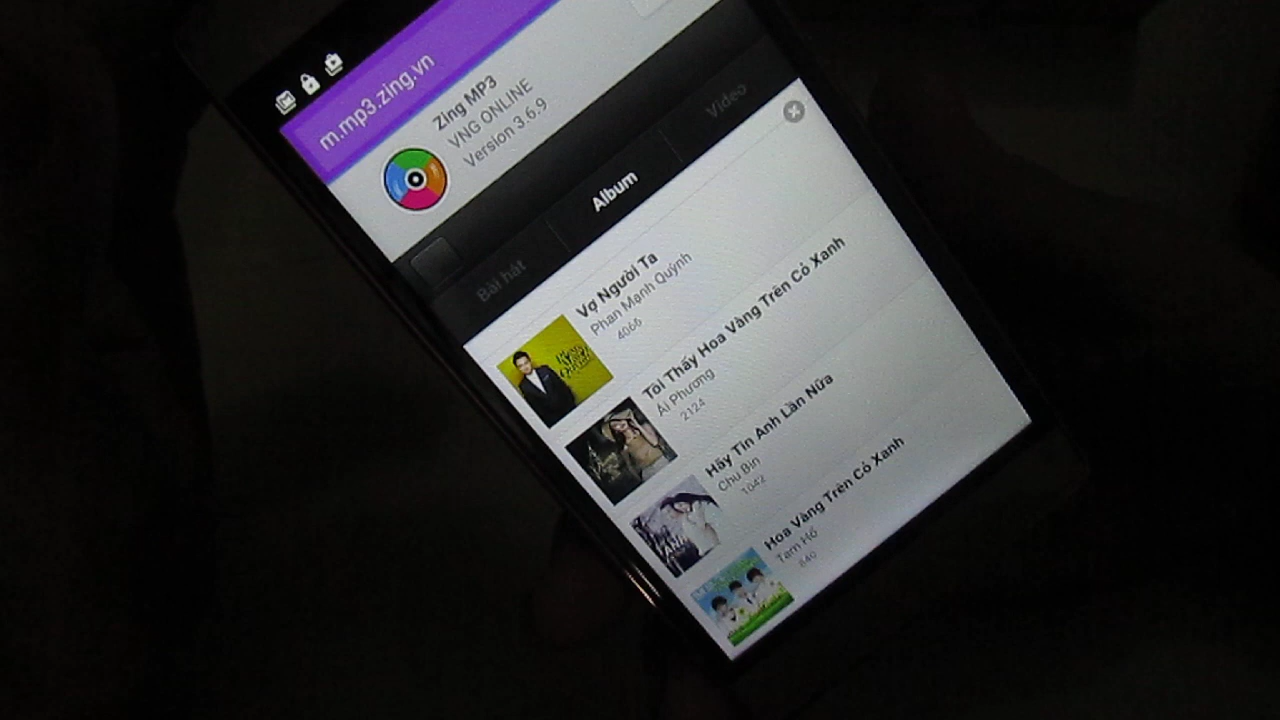 m.mp3.zing.vn
Zing MP3
VNG ONLINE
Version 3.6.9
Bài hát
Album
Video
Vợ Người Ta
Phan Mạnh Quỳnh
4066
Tôi Thấy Hoa Vàng Trên Cỏ Xanh
Ái Phương
2124
Hãy Tin Anh Lần Nữa
Chu Bin
1042
Hoa Vàng Trên Cỏ Xanh
Tam Hổ
840